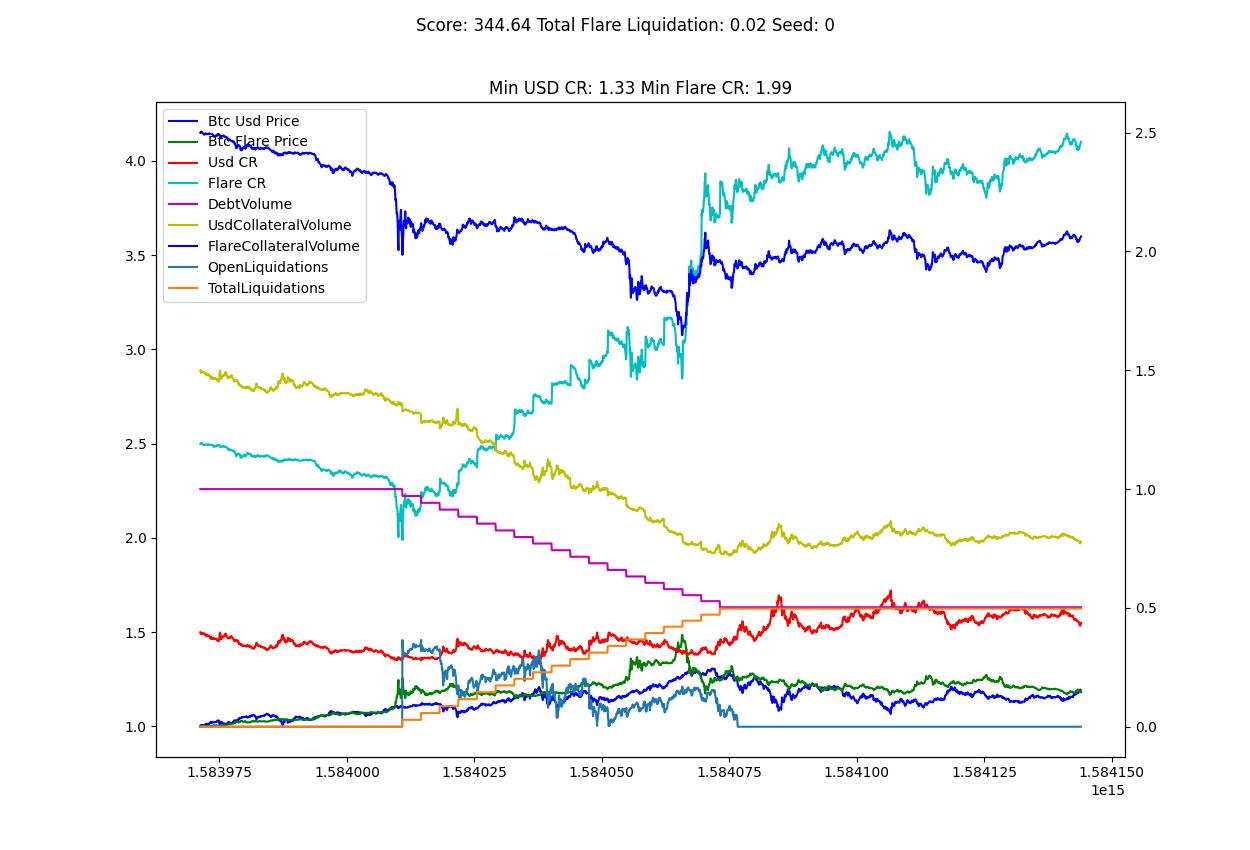 Score: 344.64 Total Flare Liquidation: 0.02 Seed: 0
Min USD CR: 1.33 Min Flare CR: 1.99
Btc Usd Price
Btc Flare Price
Usd CR
Flare CR
DebtVolume
UsdCollateralVolume
FlareCollateralVolume
OpenLiquidations
TotalLiquidations
4.0
3.5
3.0
2.5
2.0
1.5
1.0
2.5
2.0
1.5
1.0
0.5
0.0
1.583975 1.584000 1.584025 1.584050 1.584075 1.584100 1.584125 1.584150
1e15